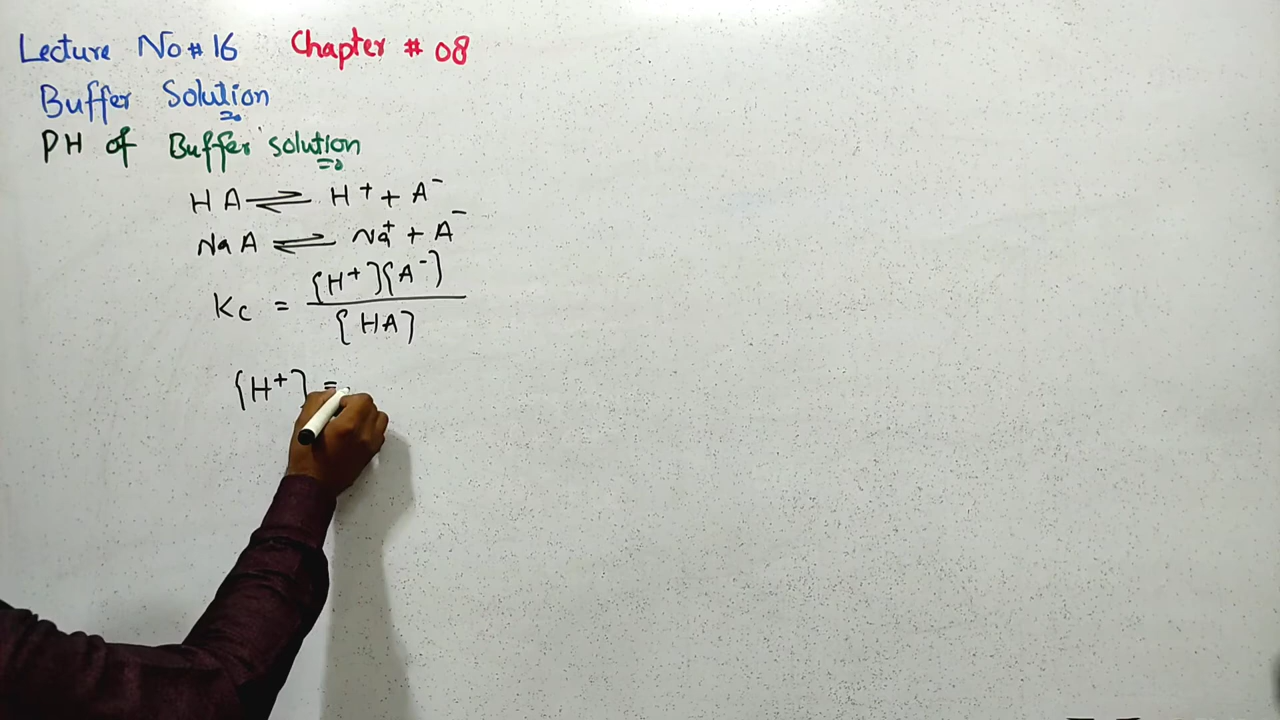 Lecture No # 16 Chapter # 08
Buffer Solution
PH of Buffer solution
HA ⇌ H⁺ + A⁻
NaA ⇌ Na⁺ + A⁻
Kc = [H⁺][A⁻] / [HA]
[H⁺] =